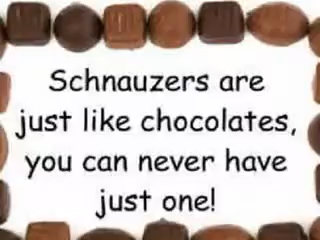 Schnauzers are
just like chocolates,
you can never have
just one!